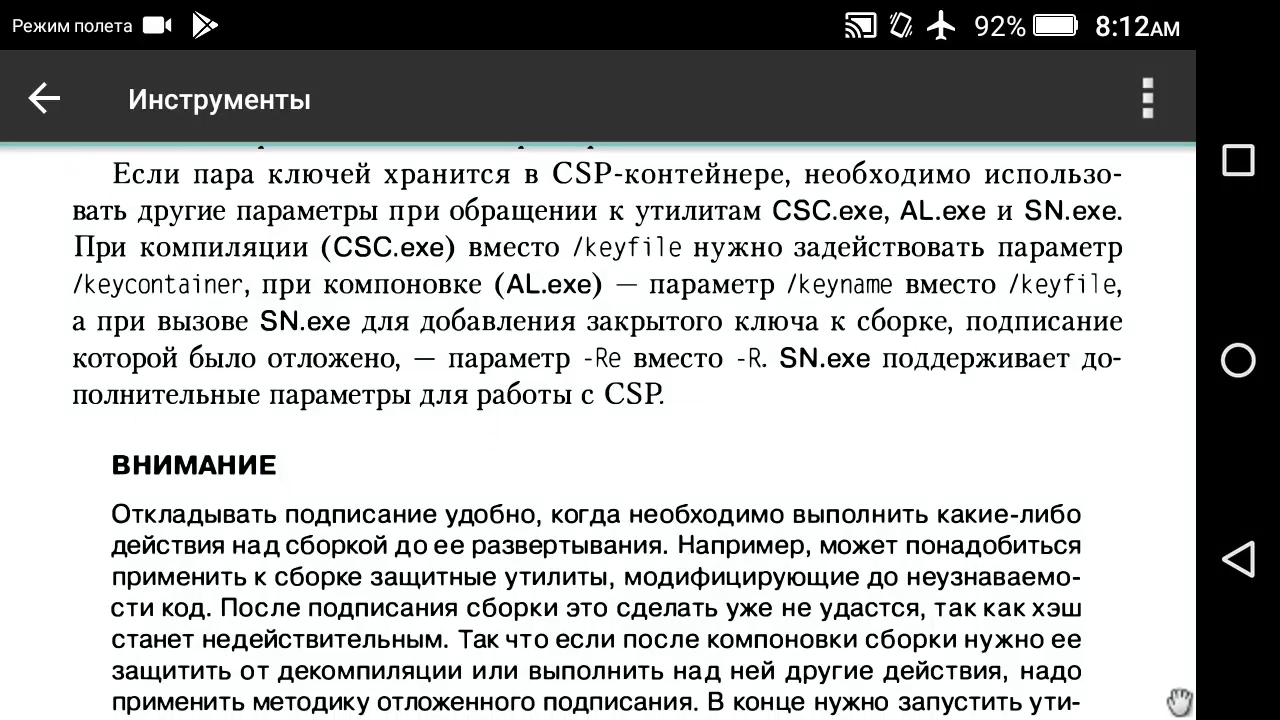 Режим полета
92%
8:12AM
Инструменты
Если пара ключей хранится в CSP-контейнере, необходимо использо-
вать другие параметры при обращении к утилитам CSC.exe, AL.exe и SN.exe.
При компиляции (CSC.exe) вместо /keyfile нужно задействовать параметр
/keycontainer, при компоновке (AL.exe) — параметр /keyname вместо /keyfile,
а при вызове SN.exe для добавления закрытого ключа к сборке, подписание
которой было отложено, — параметр -Re вместо -R. SN.exe поддерживает до-
полнительные параметры для работы с CSP.
ВНИМАНИЕ
Откладывать подписание удобно, когда необходимо выполнить какие-либо
действия над сборкой до ее развертывания. Например, может понадобиться
применить к сборке защитные утилиты, модифицирующие до неузнаваемо-
сти код. После подписания сборки это сделать уже не удастся, так как хэш
станет недействительным. Так что если после компоновки сборки нужно ее
защитить от декомпиляции или выполнить над ней другие действия, надо
применить методику отложенного подписания. В конце нужно запустить ути-